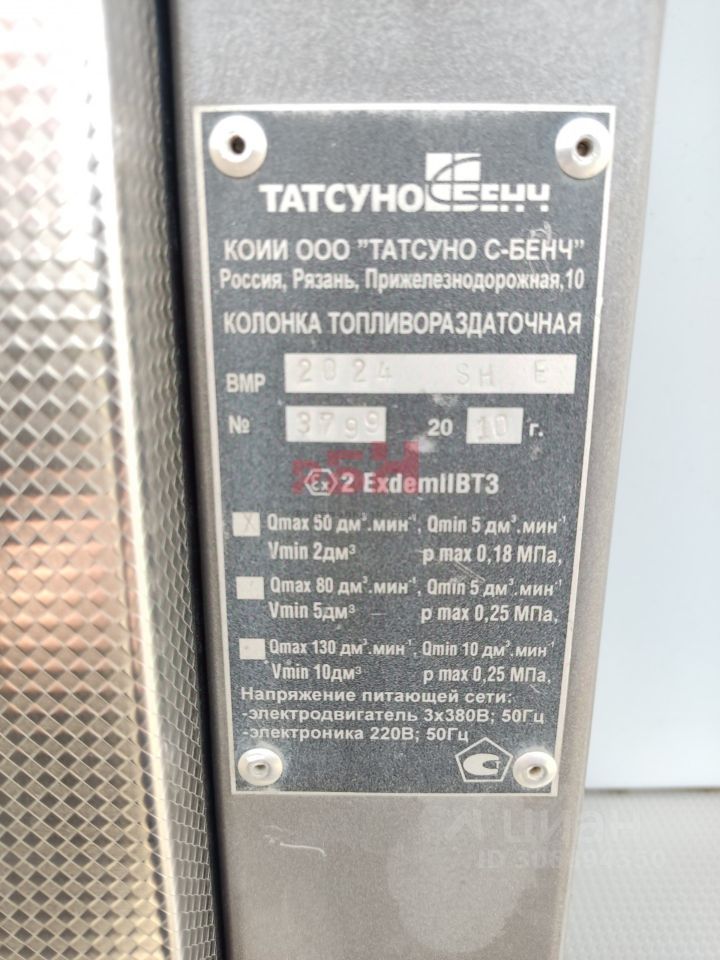 ТАТСУНО БЕНЧ
КОИИ ООО "ТАТСУНО С-БЕНЧ"
Россия, Рязань, Прижелезнодорожная,10
КОЛОНКА ТОПЛИВОРАЗДАТОЧНАЯ
ВМР 2024 SH E
№ 3799 20 10 г.
Ex 2 ExdemIIBT3
X Qmax 50 дм³.мин⁻¹, Qmin 5 дм³.мин⁻¹
Vmin 2дм³ p max 0,18 МПа,
Qmax 80 дм³.мин⁻¹, Qmin 5 дм³.мин⁻¹
Vmin 5дм³ p max 0,25 МПа,
Qmax 130 дм³.мин⁻¹, Qmin 10 дм³.мин⁻¹
Vmin 10дм³ p max 0,25 МПа,
Напряжение питающей сети:
-электродвигатель 3х380В; 50Гц
-электроника 220В; 50Гц
циан